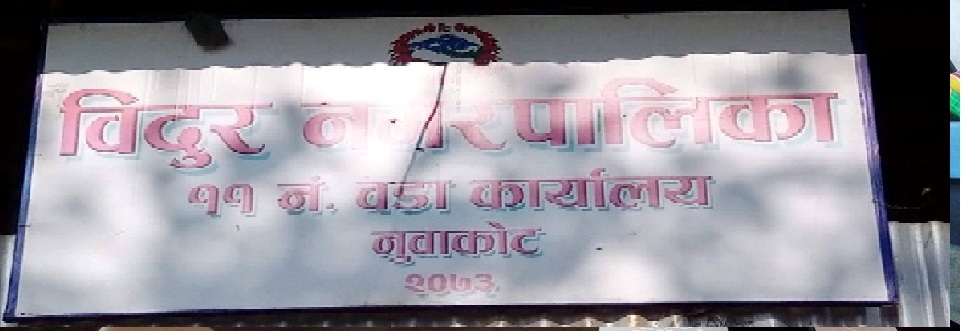 विदुर नगरपालिका
११ नं. वडा कार्यालय
नुवाकोट
२०७३